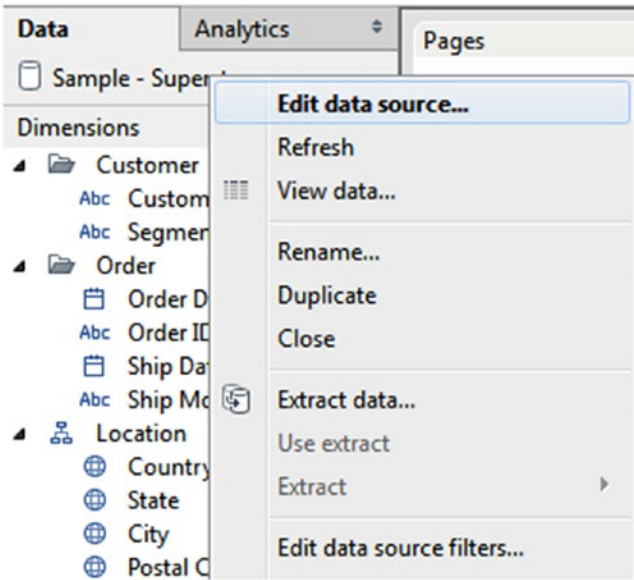 Data
Analytics
Pages
Sample - Super
Dimensions
Customer
Abc Custom
Abc Segmen
Order
Order D
Abc Order ID
Ship Da
Abc Ship Mo
Location
Country
State
City
Postal C
Edit data source...
Refresh
View data...
Rename...
Duplicate
Close
Extract data...
Use extract
Extract
Edit data source filters...